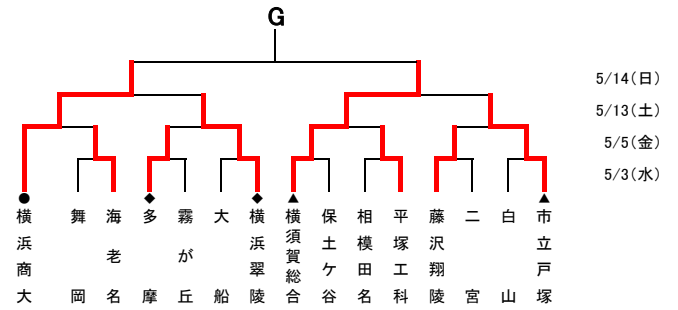 G
5/14(日)
5/13(土)
5/5(金)
5/3(水)
●
◆
◆
▲
▲
横浜商大
舞岡
海老名
多摩
霧が丘
大船
横浜翠陵
横須賀総合
保土ケ谷
相模田名
平塚工科
藤沢翔陵
二宮
白山
市立戸塚